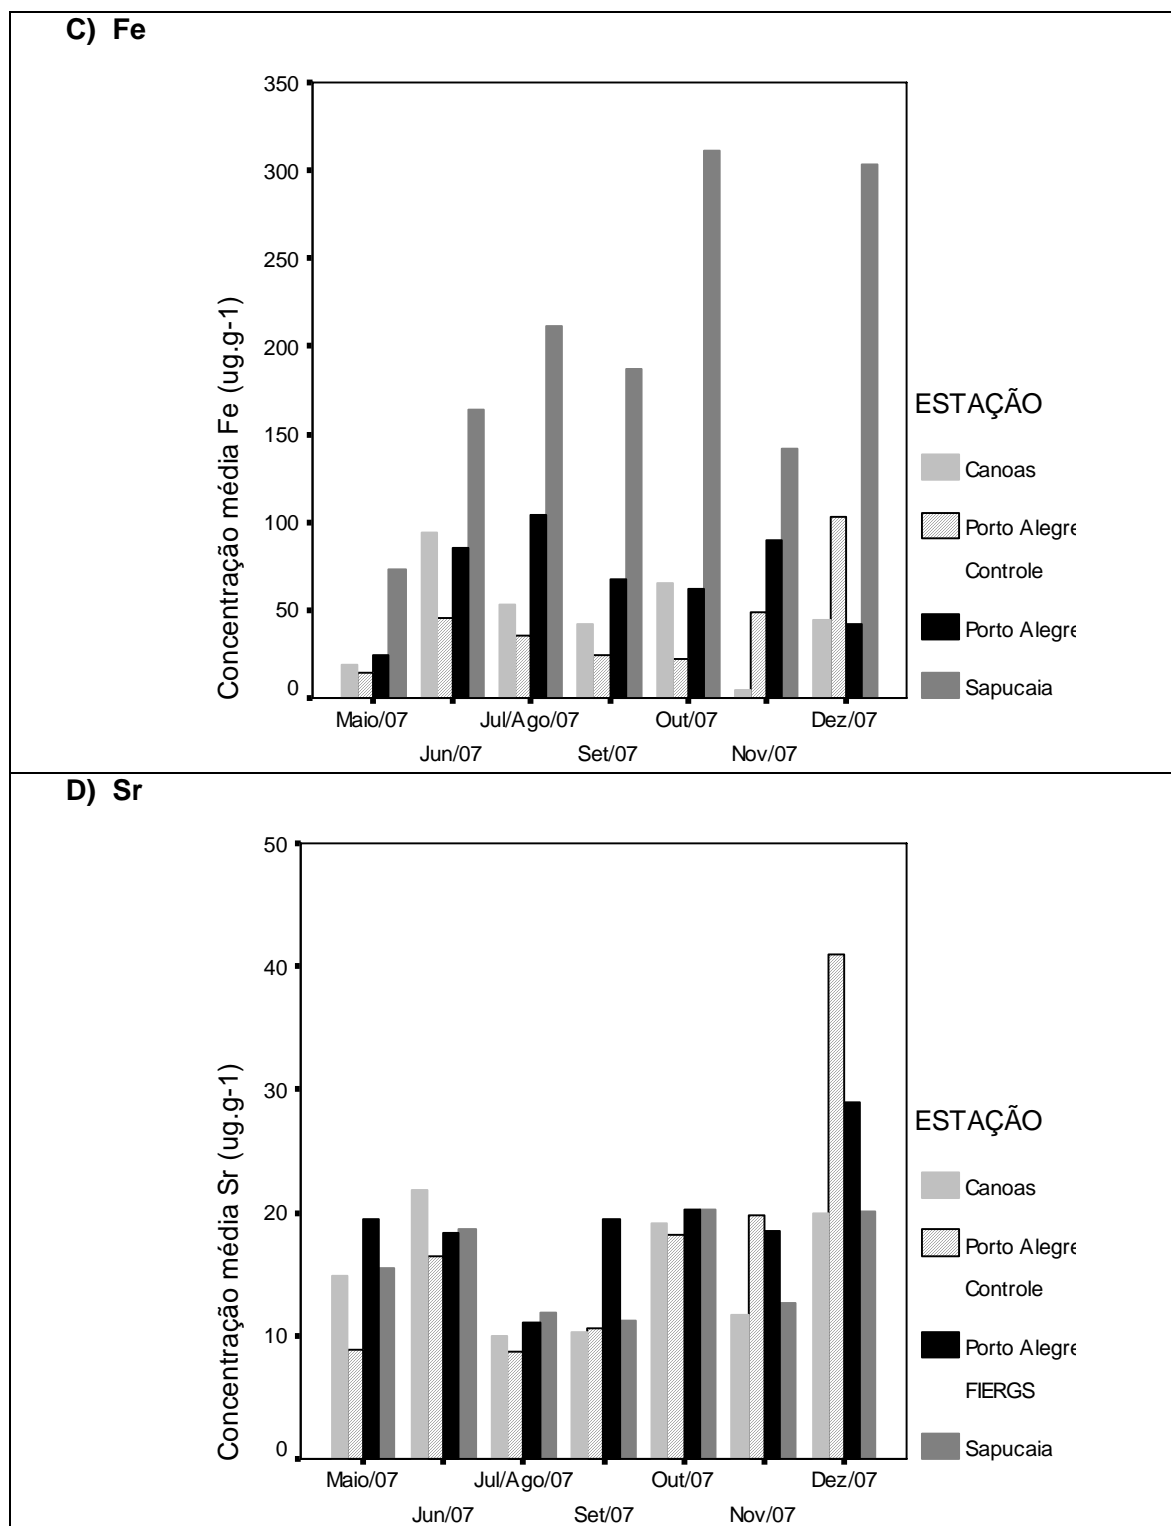 C) Fe
Concentração média Fe (ug.g-1)
350
300
250
200
150
100
50
0
Maio/07
Jun/07
Jul/Ago/07
Set/07
Out/07
Nov/07
Dez/07
ESTAÇÃO
Canoas
Porto Alegre
Controle
Porto Alegre
Sapucaia
D) Sr
Concentração média Sr (ug.g-1)
50
40
30
20
10
0
Maio/07
Jun/07
Jul/Ago/07
Set/07
Out/07
Nov/07
Dez/07
ESTAÇÃO
Canoas
Porto Alegre
Controle
Porto Alegre
FIERGS
Sapucaia